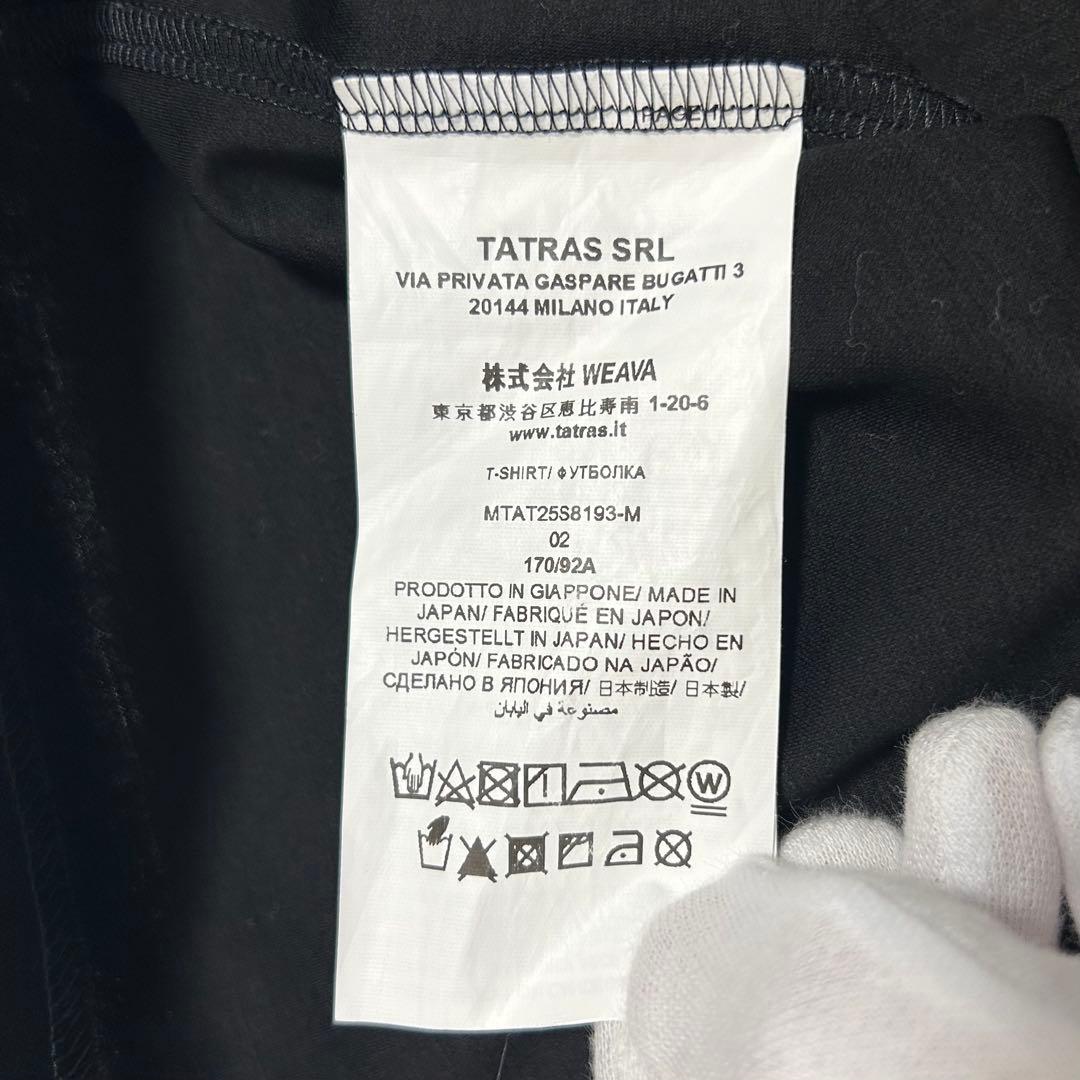 PAGE 1
TATRAS SRL
VIA PRIVATA GASPARE BUGATTI 3
20144 MILANO ITALY
株式会社 WEAVA
東京都渋谷区恵比寿南 1-20-6
www.tatras.it
T-SHIRT/ ФУТБОЛКА
MTAT25S8193-M
02
170/92A
PRODOTTO IN GIAPPONE/ MADE IN
JAPAN/ FABRIQUÉ EN JAPON/
HERGESTELLT IN JAPAN/ HECHO EN
JAPÓN/ FABRICADO NA JAPÃO/
СДЕЛАНО В ЯПОНИЯ/ 日本制造/ 日本製/
مصنوعة في اليابان
W